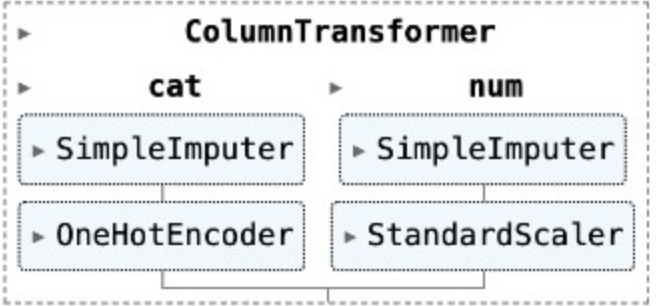 ColumnTransformer
cat num
SimpleImputer SimpleImputer
OneHotEncoder StandardScaler